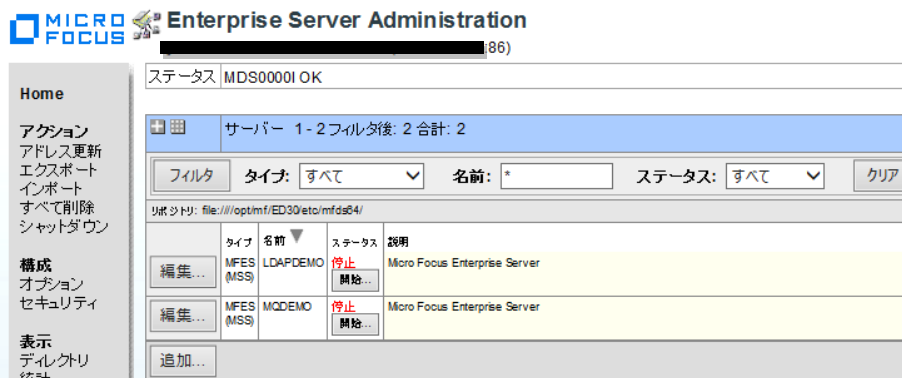 MICRO FOCUS Enterprise Server Administration
:86)
ステータス MDS0000I OK
Home
アクション
アドレス更新
エクスポート
インポート
すべて削除
シャットダウン
構成
オプション
セキュリティ
表示
ディレクトリ
統計
サーバー 1 - 2 フィルタ後: 2 合計: 2
フィルタ タイプ: すべて 名前: * ステータス: すべて クリア
リポジトリ: file:////opt/mf/ED30/etc/mfds64/
タイプ 名前 ステータス 説明
編集... MFES (MSS) LDAPDEMO 停止 開始... Micro Focus Enterprise Server
編集... MFES (MSS) MQDEMO 停止 開始... Micro Focus Enterprise Server
追加...